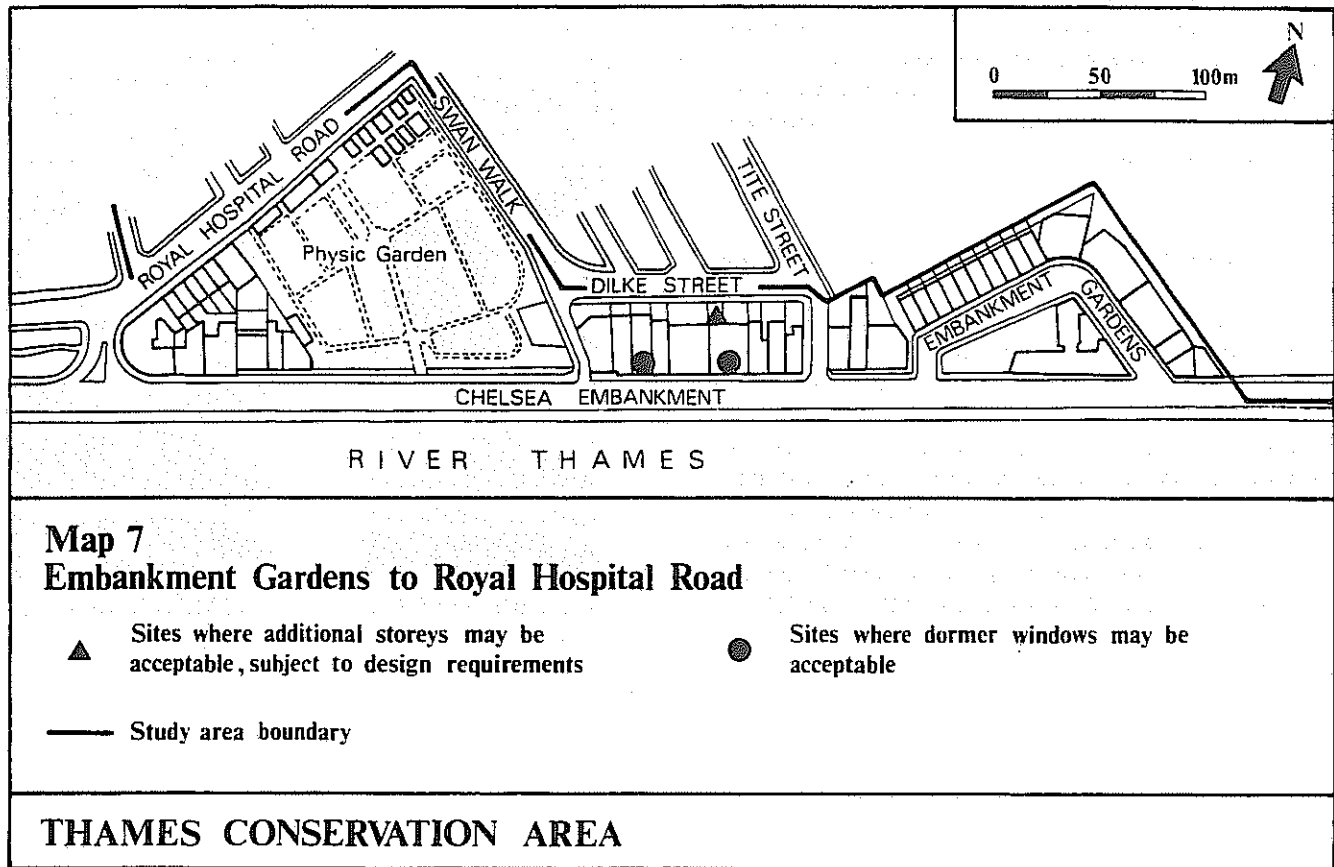 N
0 50 100m
ROYAL HOSPITAL ROAD
SWAN WALK
TITE STREET
Physic Garden
DILKE STREET
EMBANKMENT GARDENS
CHELSEA EMBANKMENT
RIVER THAMES
Map 7
Embankment Gardens to Royal Hospital Road
Sites where additional storeys may be
acceptable, subject to design requirements
Sites where dormer windows may be
acceptable
Study area boundary
THAMES CONSERVATION AREA